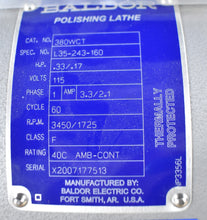 BALDOR
POLISHING LATHE
CAT. NO. 380WCT
SPEC. NO. L35-243-160
H.P. .33/.17
VOLTS 115
PHASE 1 AMP 3.3/2.1
CYCLE 60
R.P.M. 3450/1725
CLASS F
RATING 40C AMB-CONT
SERIAL X2007177513
MANUFACTURED BY:
BALDOR ELECTRIC CO.
FORT SMITH, AR. U.S.A.
THERMALLY
PROTECTED
NP3356L